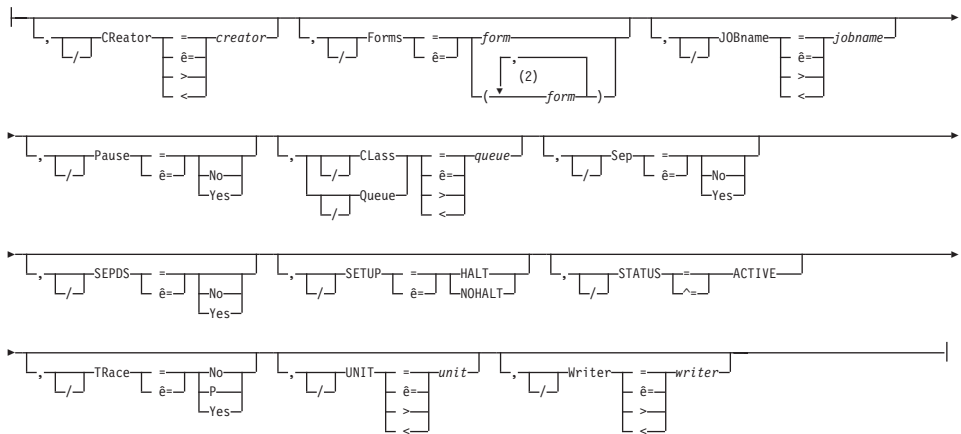 , / CReator = ê= > < creator , / Forms = ê= form ( , (2) form ) , / JOBname = ê= > < jobname
, / Pause = ê= No Yes , / CLass / Queue = ê= > < queue , / Sep = ê= No Yes
, / SEPDS = ê= No Yes , / SETUP = ê= HALT NOHALT , / STATUS = ^= ACTIVE
, / TRace = ê= No P Yes , / UNIT = ê= > < unit , / Writer = ê= > < writer